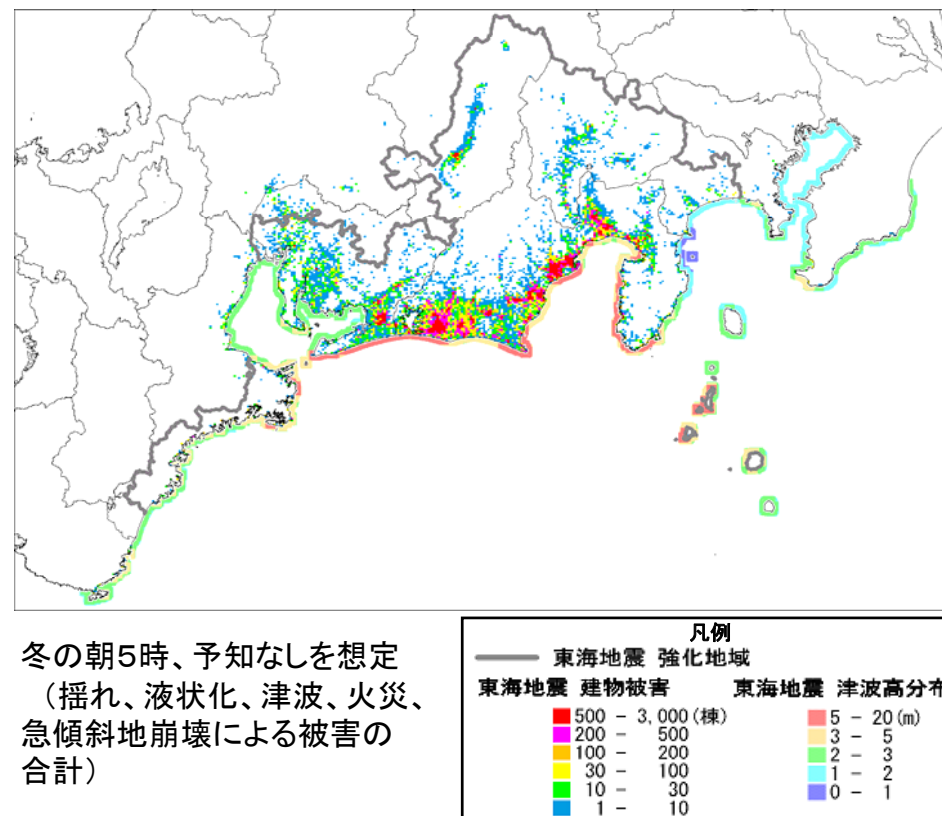 冬の朝5時、予知なしを想定
(揺れ、液状化、津波、火災、
急傾斜地崩壊による被害の
合計)
凡例
東海地震 強化地域
東海地震 建物被害
500 - 3,000(棟)
200 - 500
100 - 200
30 - 100
10 - 30
1 - 10
東海地震 津波高分布
5 - 20(m)
3 - 5
2 - 3
1 - 2
0 - 1